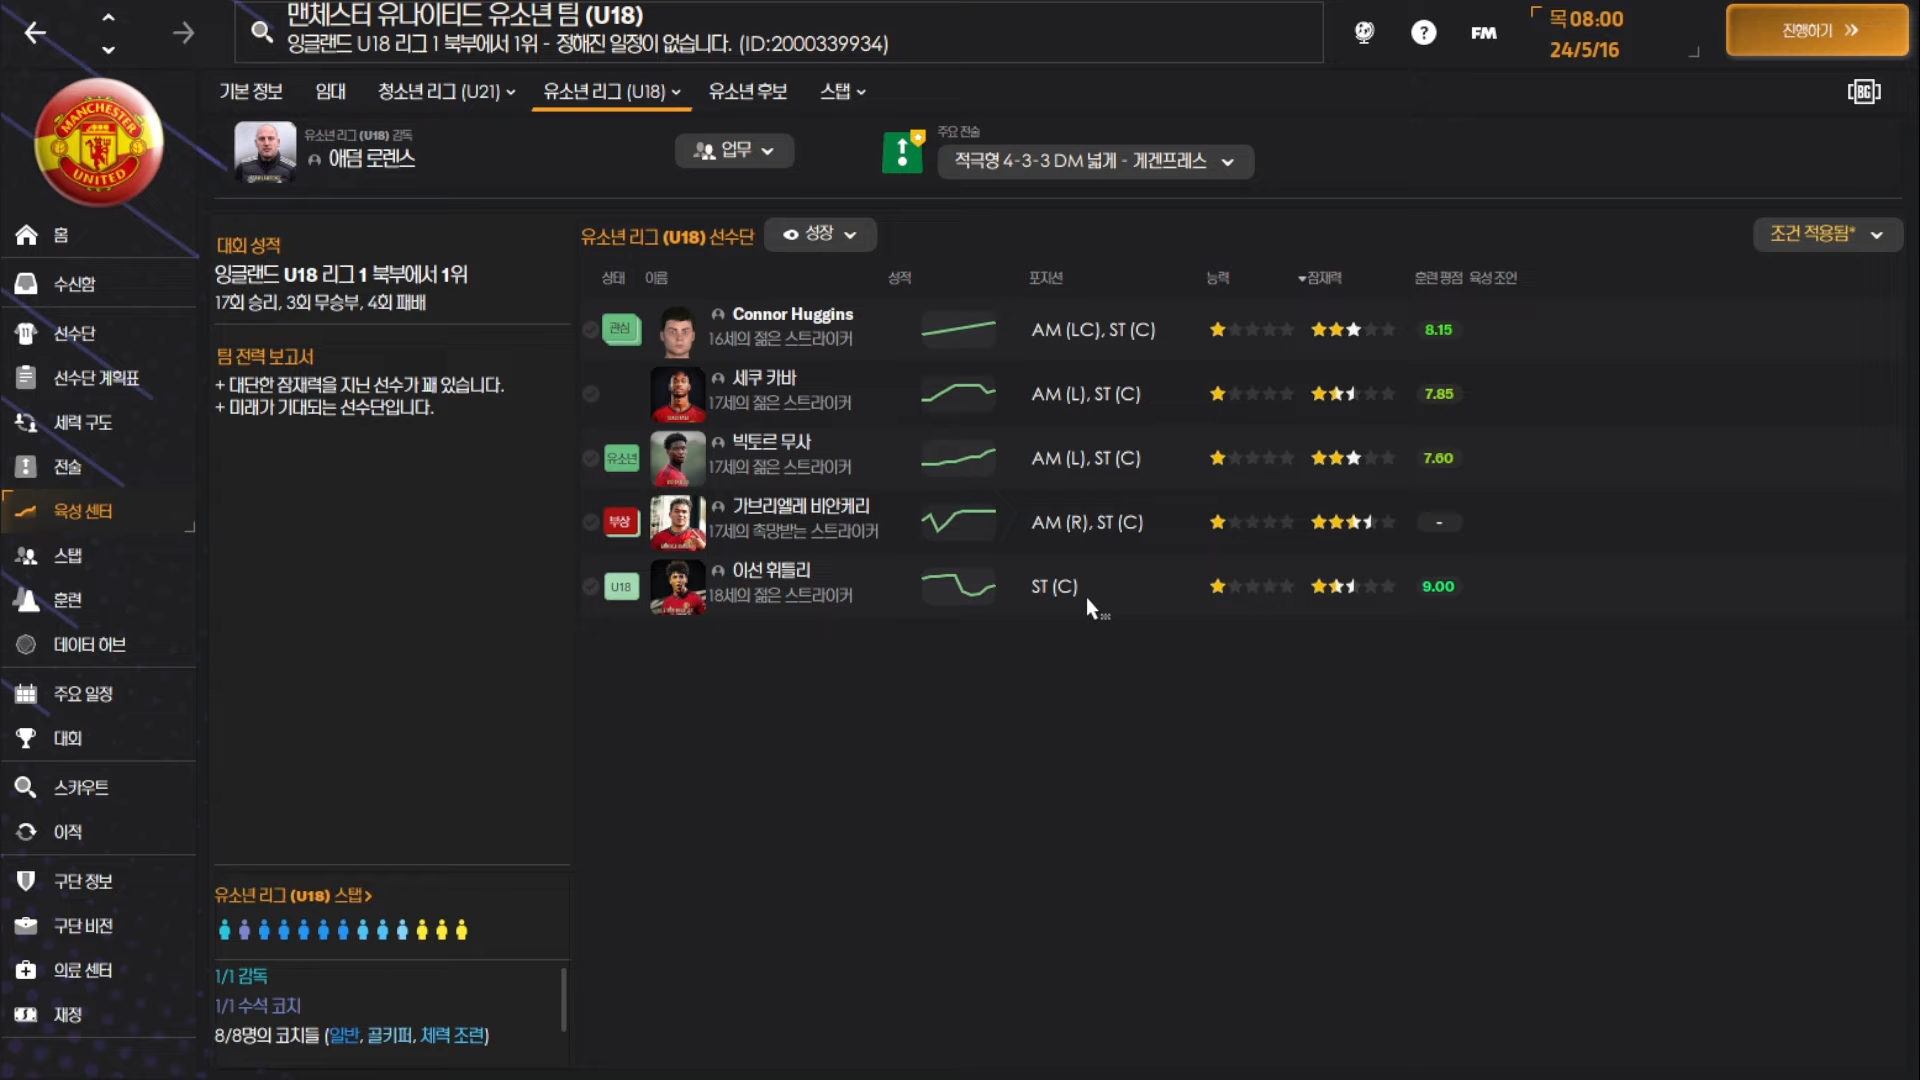 맨체스터 유나이티드 유소년 팀 (U18)
잉글랜드 U18 리그 1 북부에서 1위 - 정해진 일정이 없습니다. (ID:2000339934)
?
FM
목 08:00
24/5/16
진행하기
MANCHESTER
UNITED
기본 정보
임대
청소년 리그 (U21)
유소년 리그 (U18)
유소년 후보
스탭
BG
유소년 리그 (U18) 감독
애덤 로렌스
업무
주요 전술
적극형 4-3-3 DM 넓게 - 게겐프레스
홈
수신함
선수단
선수단 계획표
세력 구도
전술
육성 센터
스탭
훈련
데이터 허브
주요 일정
대회
스카우트
이적
구단 정보
구단 비전
의료 센터
재정
대회 성적
잉글랜드 U18 리그 1 북부에서 1위
17회 승리, 3회 무승부, 4회 패배
팀 전력 보고서
+ 대단한 잠재력을 지닌 선수가 꽤 있습니다.
+ 미래가 기대되는 선수단입니다.
유소년 리그 (U18) 스탭
1/1 감독
1/1 수석 코치
8/8명의 코치들 (일반, 골키퍼, 체력 조련)
유소년 리그 (U18) 선수단
성장
조건 적용됨*
상태 이름 성적 포지션 능력 잠재력 훈련 평점 육성 조언
관심 Connor Huggins AM (LC), ST (C) 8.15
16세의 젊은 스트라이커
세쿠 카바 AM (L), ST (C) 7.85
17세의 젊은 스트라이커
유소년 빅토르 무사 AM (L), ST (C) 7.60
17세의 젊은 스트라이커
부상 가브리엘레 비안케리 AM (R), ST (C) -
17세의 촉망받는 스트라이커
U18 이선 휘틀리 ST (C) 9.00
18세의 젊은 스트라이커